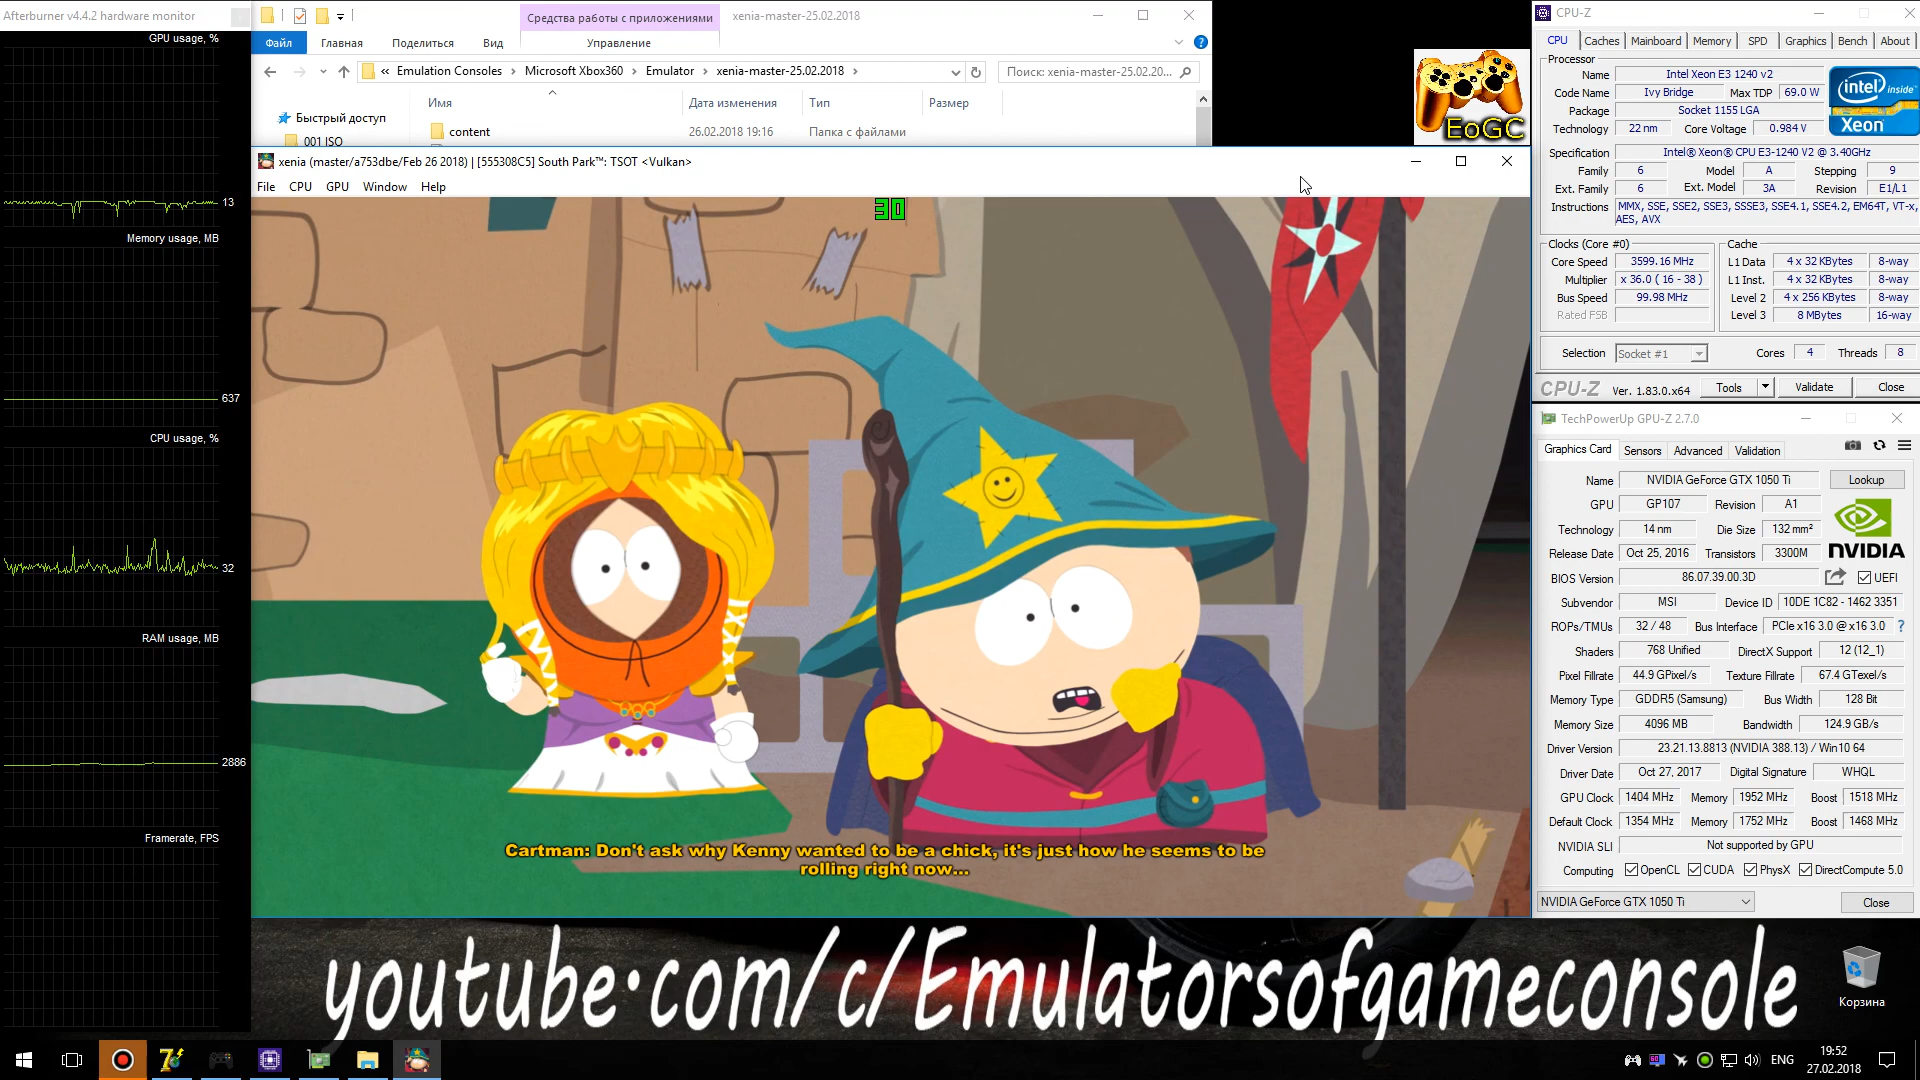 Afterburner v4.4.2 hardware monitor
GPU usage, %
13
Memory usage, MB
637
CPU usage, %
32
RAM usage, MB
2886
Framerate, FPS
Средства работы с приложениями
xenia-master-25.02.2018
Файл Главная Поделиться Вид Управление
« Emulation Consoles › Microsoft Xbox360 › Emulator › xenia-master-25.02.2018 ›
Поиск: xenia-master-25.02.20...
Имя Дата изменения Тип Размер
Быстрый доступ
001 ISO
content 26.02.2018 19:16 Папка с файлами
EoGC
xenia (master/a753dbe/Feb 26 2018) | [555308C5] South Park™: TSOT <Vulkan>
File CPU GPU Window Help
30
Cartman: Don't ask why Kenny wanted to be a chick, it's just how he seems to be
rolling right now...
CPU-Z
CPU Caches Mainboard Memory SPD Graphics Bench About
Processor
Name Intel Xeon E3 1240 v2
Code Name Ivy Bridge Max TDP 69.0 W
Package Socket 1155 LGA
Technology 22 nm Core Voltage 0.984 V
intel inside™
Xeon
Specification Intel® Xeon® CPU E3-1240 V2 @ 3.40GHz
Family 6 Model A Stepping 9
Ext. Family 6 Ext. Model 3A Revision E1/L1
Instructions MMX, SSE, SSE2, SSE3, SSSE3, SSE4.1, SSE4.2, EM64T, VT-x,
AES, AVX
Clocks (Core #0) Cache
Core Speed 3599.16 MHz L1 Data 4 x 32 KBytes 8-way
Multiplier x 36.0 ( 16 - 38 ) L1 Inst. 4 x 32 KBytes 8-way
Bus Speed 99.98 MHz Level 2 4 x 256 KBytes 8-way
Rated FSB Level 3 8 MBytes 16-way
Selection Socket #1 Cores 4 Threads 8
CPU-Z Ver. 1.83.0.x64 Tools Validate Close
TechPowerUp GPU-Z 2.7.0
Graphics Card Sensors Advanced Validation
Name NVIDIA GeForce GTX 1050 Ti Lookup
GPU GP107 Revision A1
Technology 14 nm Die Size 132 mm²
Release Date Oct 25, 2016 Transistors 3300M
NVIDIA
BIOS Version 86.07.39.00.3D UEFI
Subvendor MSI Device ID 10DE 1C82 - 1462 3351
ROPs/TMUs 32 / 48 Bus Interface PCIe x16 3.0 @ x16 3.0 ?
Shaders 768 Unified DirectX Support 12 (12_1)
Pixel Fillrate 44.9 GPixel/s Texture Fillrate 67.4 GTexel/s
Memory Type GDDR5 (Samsung) Bus Width 128 Bit
Memory Size 4096 MB Bandwidth 124.9 GB/s
Driver Version 23.21.13.8813 (NVIDIA 388.13) / Win10 64
Driver Date Oct 27, 2017 Digital Signature WHQL
GPU Clock 1404 MHz Memory 1952 MHz Boost 1518 MHz
Default Clock 1354 MHz Memory 1752 MHz Boost 1468 MHz
NVIDIA SLI Not supported by GPU
Computing OpenCL CUDA PhysX DirectCompute 5.0
NVIDIA GeForce GTX 1050 Ti Close
youtube.com/c/Emulatorsofgameconsole
Корзина
ENG
19:52
27.02.2018